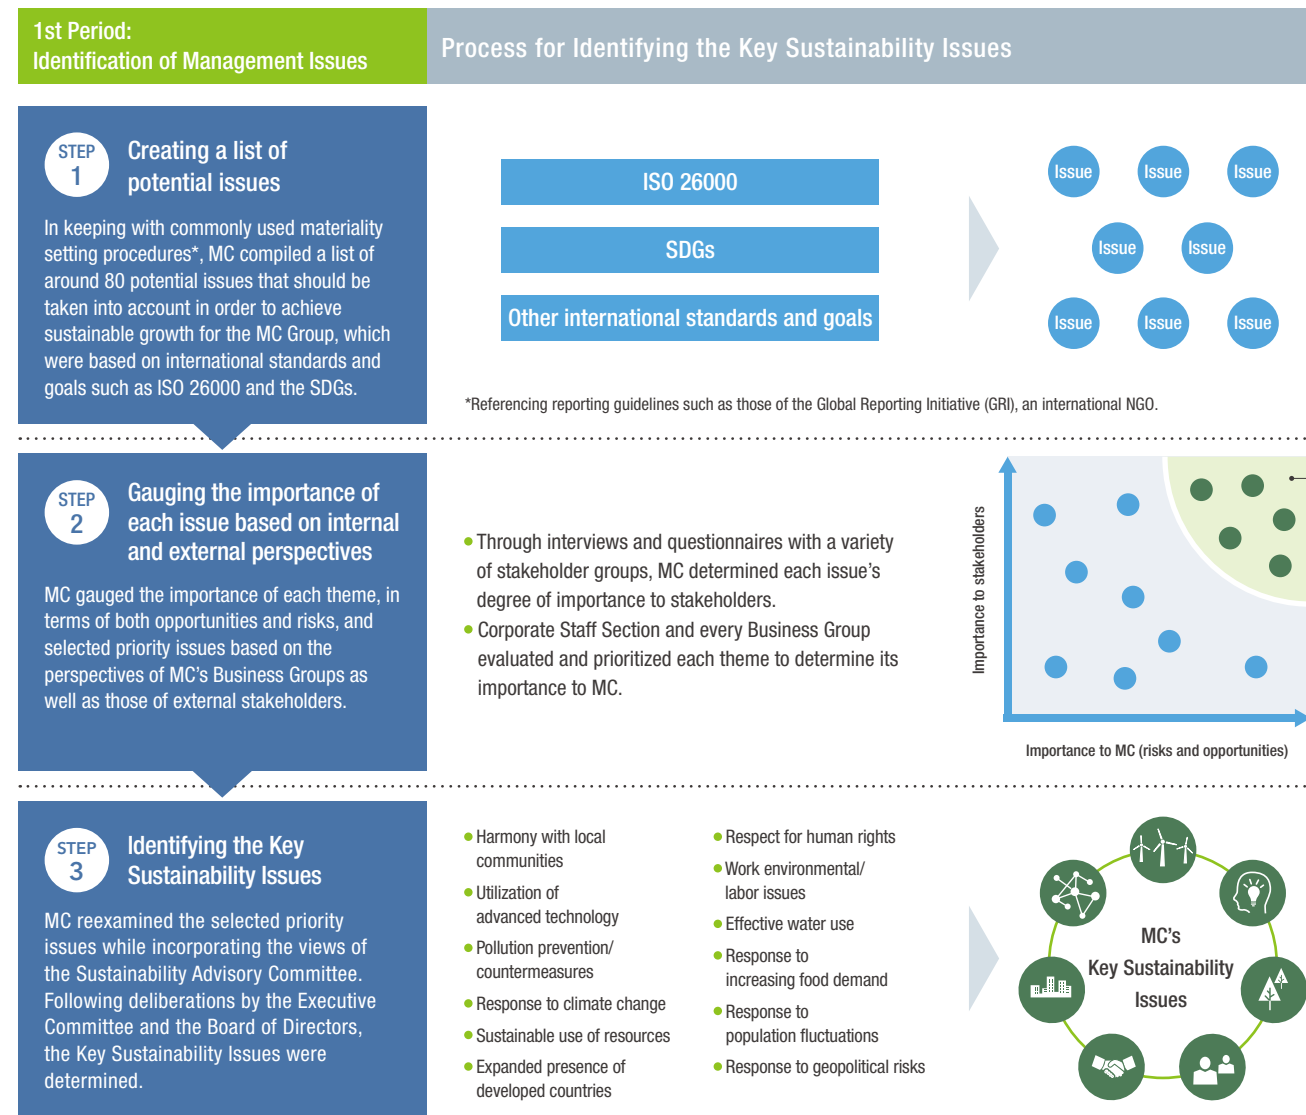 1st Period:
Identification of Management Issues
Process for Identifying the Key Sustainability Issues
STEP
1
Creating a list of
potential issues
In keeping with commonly used materiality
setting procedures*, MC compiled a list of
around 80 potential issues that should be
taken into account in order to achieve
sustainable growth for the MC Group, which
were based on international standards and
goals such as ISO 26000 and the SDGs.
ISO 26000
SDGs
Other international standards and goals
Issue Issue Issue
Issue Issue
Issue Issue Issue
*Referencing reporting guidelines such as those of the Global Reporting Initiative (GRI), an international NGO.
STEP
2
Gauging the importance of
each issue based on internal
and external perspectives
MC gauged the importance of each theme, in
terms of both opportunities and risks, and
selected priority issues based on the
perspectives of MC's Business Groups as
well as those of external stakeholders.
• Through interviews and questionnaires with a variety
of stakeholder groups, MC determined each issue's
degree of importance to stakeholders.
• Corporate Staff Section and every Business Group
evaluated and prioritized each theme to determine its
importance to MC.
Importance to stakeholders
Importance to MC (risks and opportunities)
STEP
3
Identifying the Key
Sustainability Issues
MC reexamined the selected priority
issues while incorporating the views of
the Sustainability Advisory Committee.
Following deliberations by the Executive
Committee and the Board of Directors,
the Key Sustainability Issues were
determined.
• Harmony with local
communities
• Utilization of
advanced technology
• Pollution prevention/
countermeasures
• Response to climate change
• Sustainable use of resources
• Expanded presence of
developed countries
• Respect for human rights
• Work environmental/
labor issues
• Effective water use
• Response to
increasing food demand
• Response to
population fluctuations
• Response to geopolitical risks
MC's
Key Sustainability
Issues